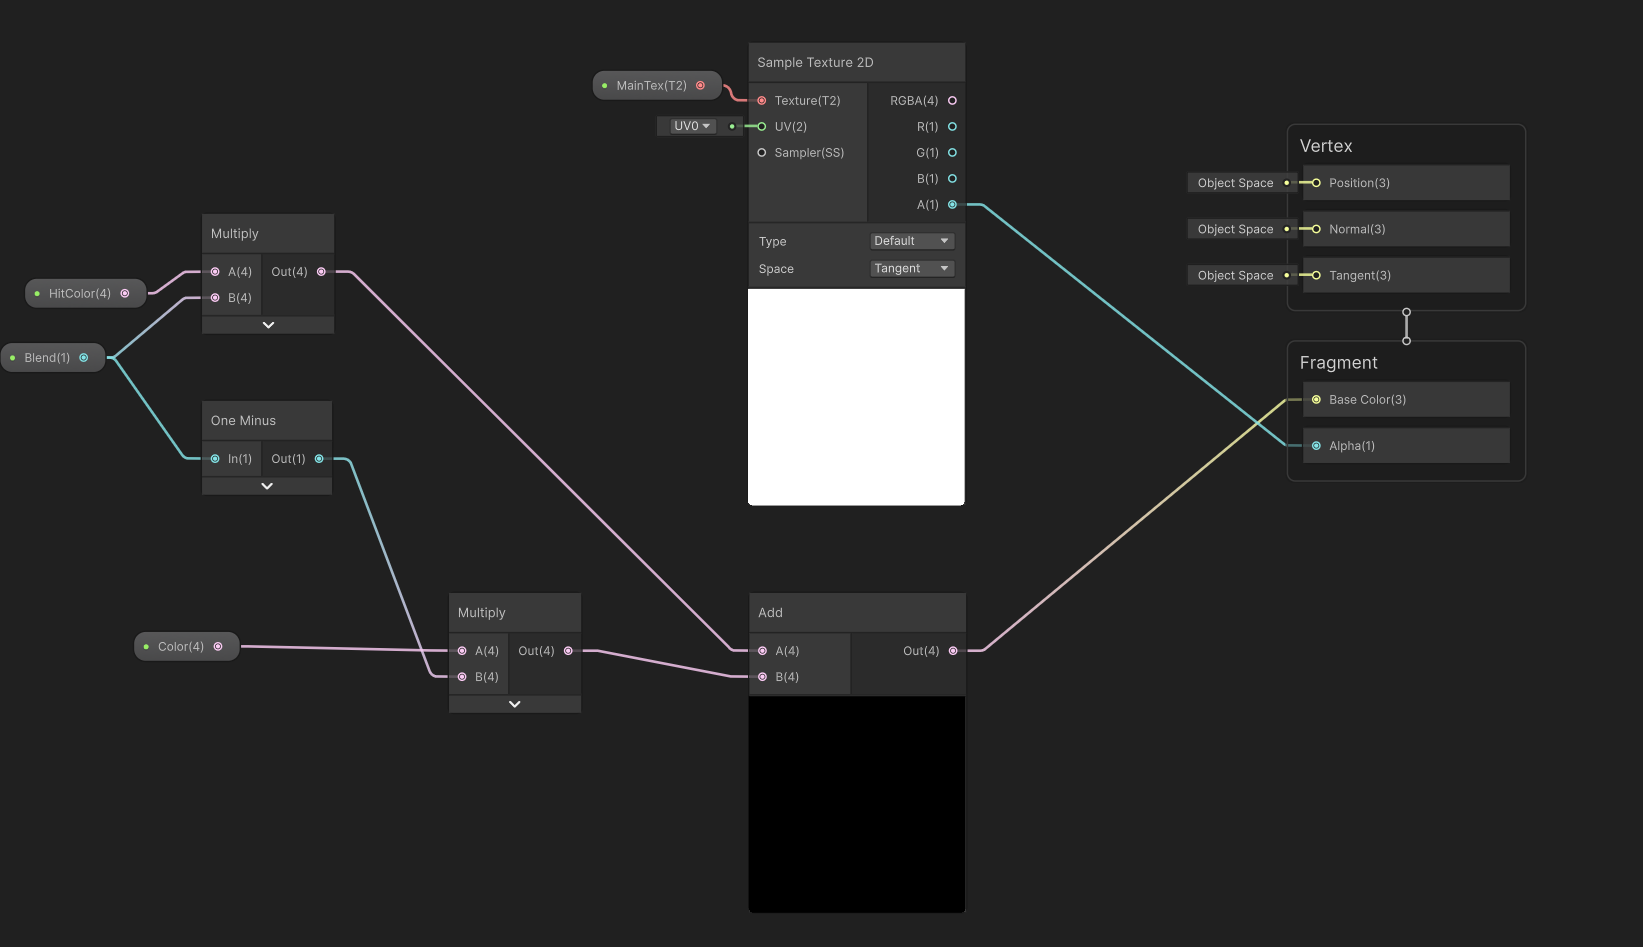 HitColor(4)
Blend(1)
Multiply
A(4) Out(4)
B(4)
One Minus
In(1) Out(1)
Color(4)
Multiply
A(4) Out(4)
B(4)
MainTex(T2)
UV0
Sample Texture 2D
Texture(T2) RGBA(4)
UV(2) R(1)
Sampler(SS) G(1)
B(1)
A(1)
Type Default
Space Tangent
Add
A(4) Out(4)
B(4)
Vertex
Object Space Position(3)
Object Space Normal(3)
Object Space Tangent(3)
Fragment
Base Color(3)
Alpha(1)